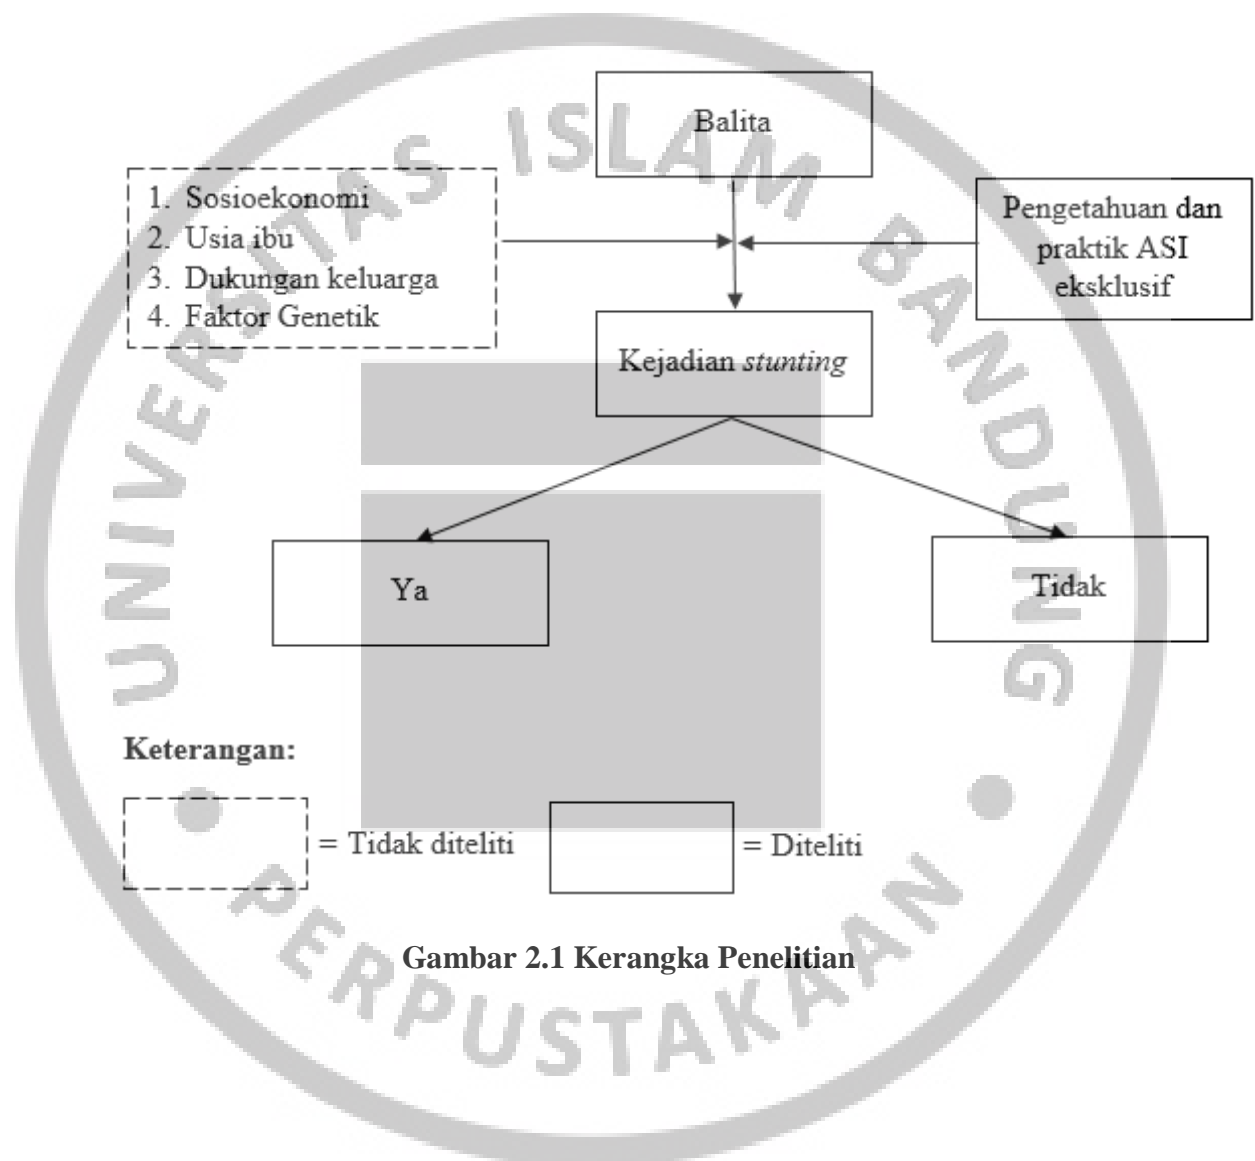 UNIVERSITAS ISLAM BANDUNG
Balita
1. Sosioekonomi
2. Usia ibu
3. Dukungan keluarga
4. Faktor Genetik
Pengetahuan dan
praktik ASI
eksklusif
Kejadian stunting
Ya
Tidak
Keterangan:
= Tidak diteliti
= Diteliti
Gambar 2.1 Kerangka Penelitian
PERPUSTAKAAN